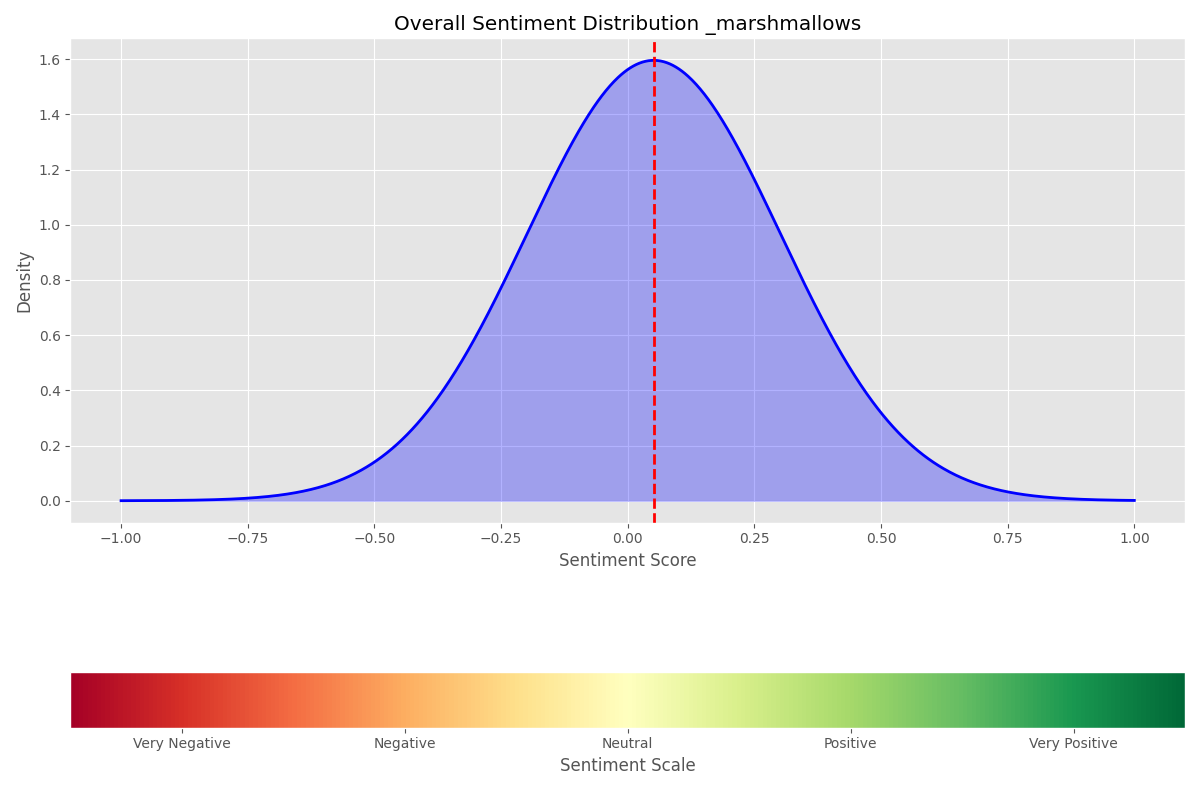 Overall Sentiment Distribution _marshmallows
1.6
1.4
1.2
1.0
0.8
0.6
0.4
0.2
0.0
Density
−1.00 −0.75 −0.50 −0.25 0.00 0.25 0.50 0.75 1.00
Sentiment Score
Very Negative Negative Neutral Positive Very Positive
Sentiment Scale